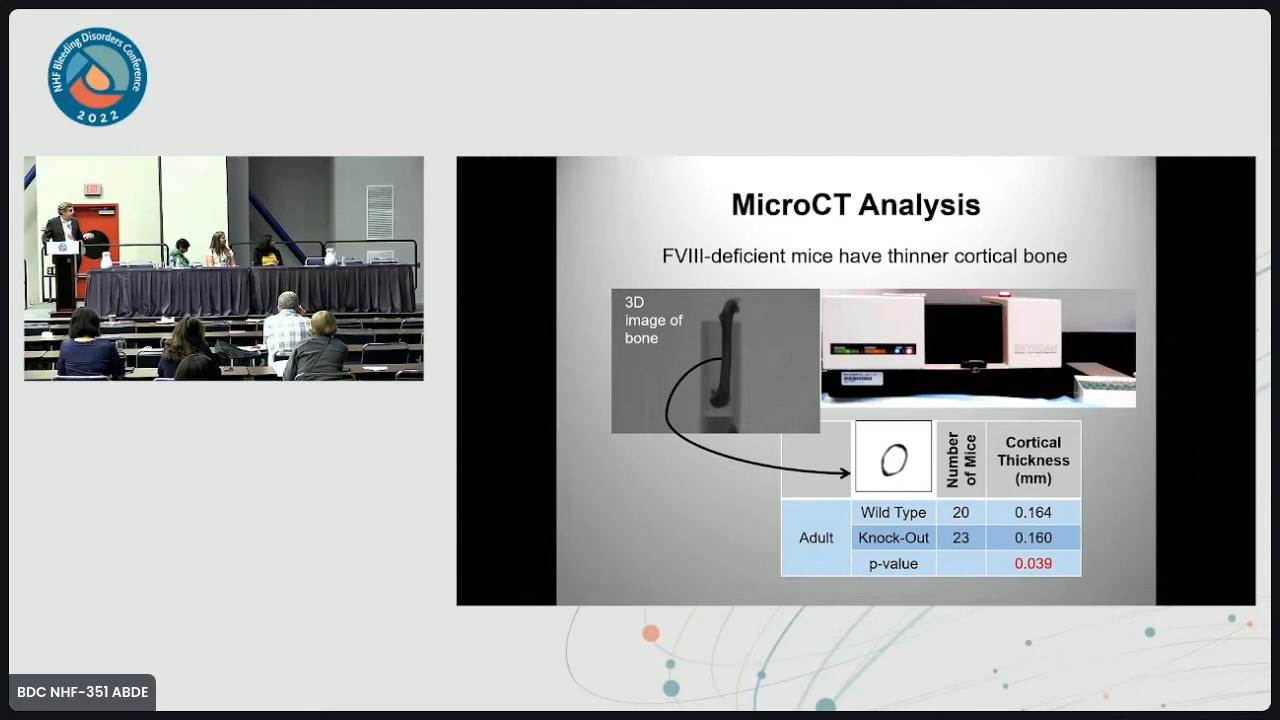 NHF Bleeding Disorders Conference
2022
EXIT
MicroCT Analysis
FVIII-deficient mice have thinner cortical bone
3D
image of
bone
SKYSCAN
Number
of Mice
Cortical
Thickness
(mm)
Adult
Wild Type 20 0.164
Knock-Out 23 0.160
p-value 0.039
BDC NHF-351 ABDE